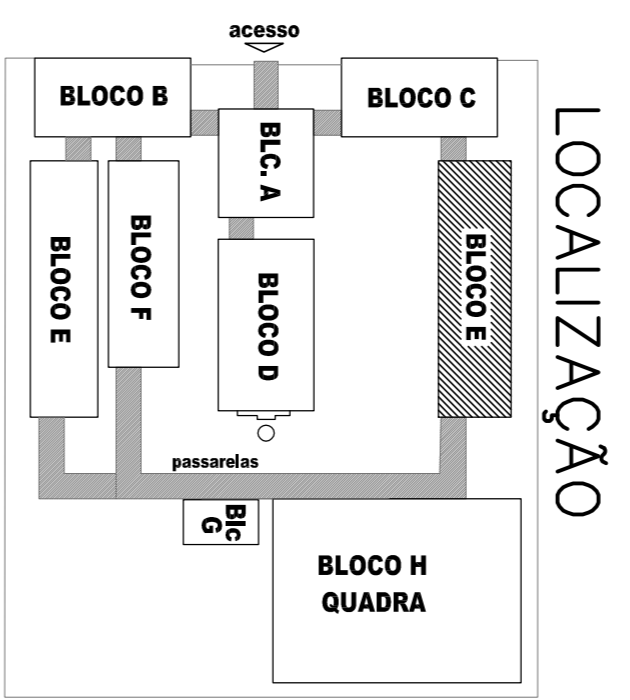 acesso
BLOCO B
BLOCO C
BLC. A
BLOCO E
BLOCO F
BLOCO D
BLOCO E
passarelas
Blc
G
BLOCO H
QUADRA
LOCALIZAÇÃO